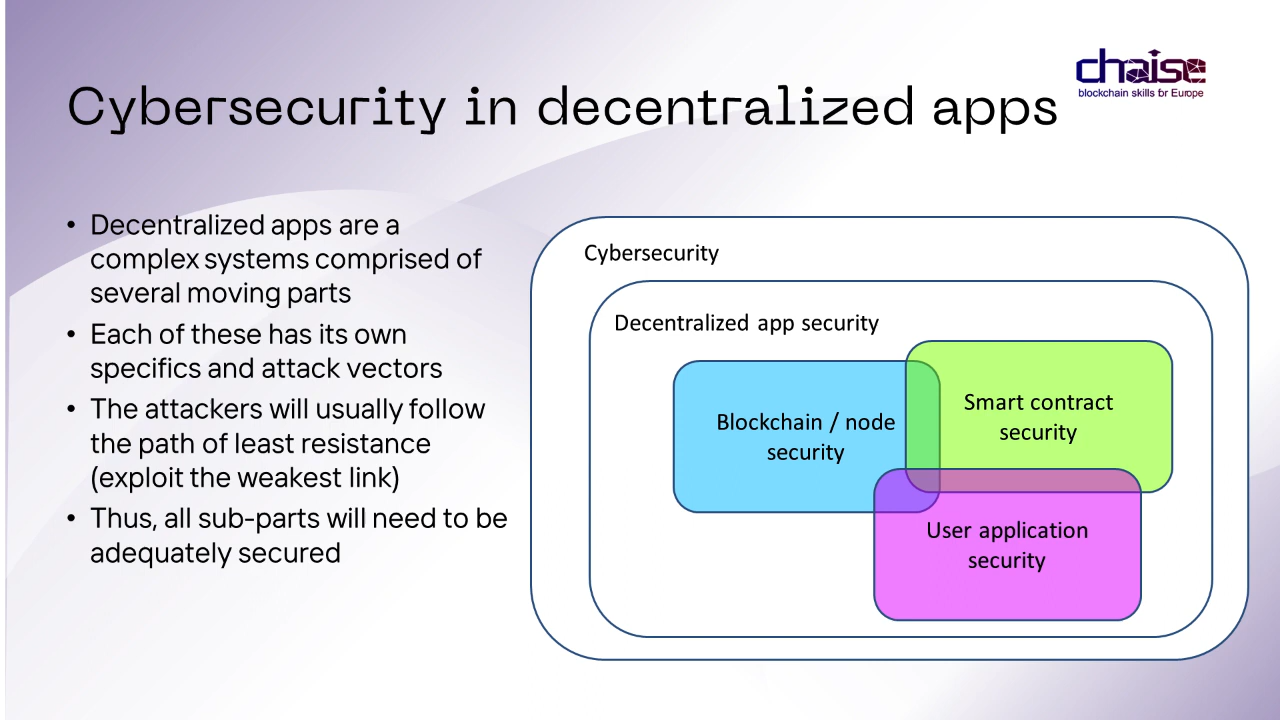 Cybersecurity in decentralized apps
chaise
blockchain skills for Europe
• Decentralized apps are a
complex systems comprised of
several moving parts
• Each of these has its own
specifics and attack vectors
• The attackers will usually follow
the path of least resistance
(exploit the weakest link)
• Thus, all sub-parts will need to be
adequately secured
Cybersecurity
Decentralized app security
Blockchain / node
security
Smart contract
security
User application
security